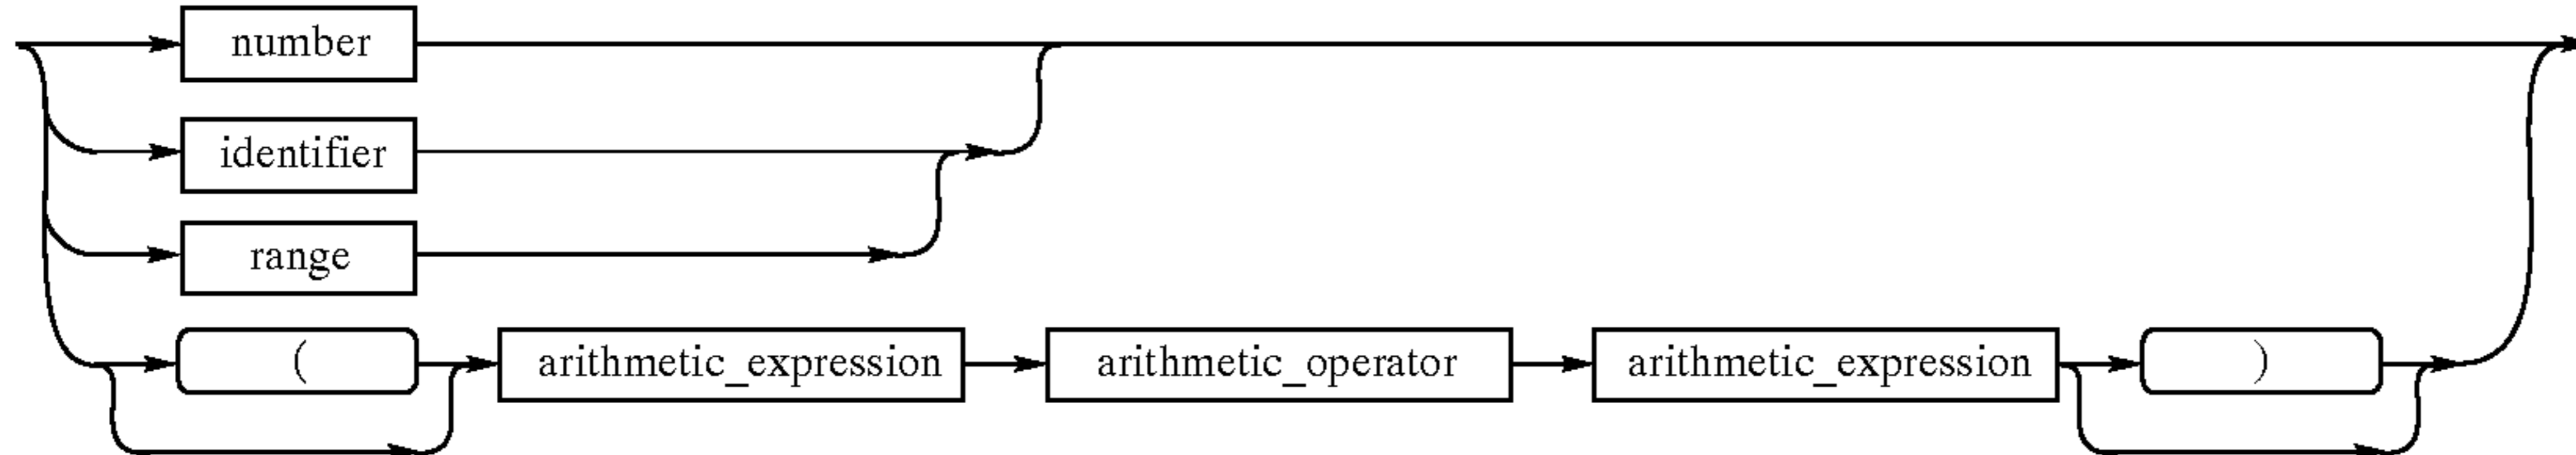 number
identifier
range
( arithmetic_expression arithmetic_operator arithmetic_expression )